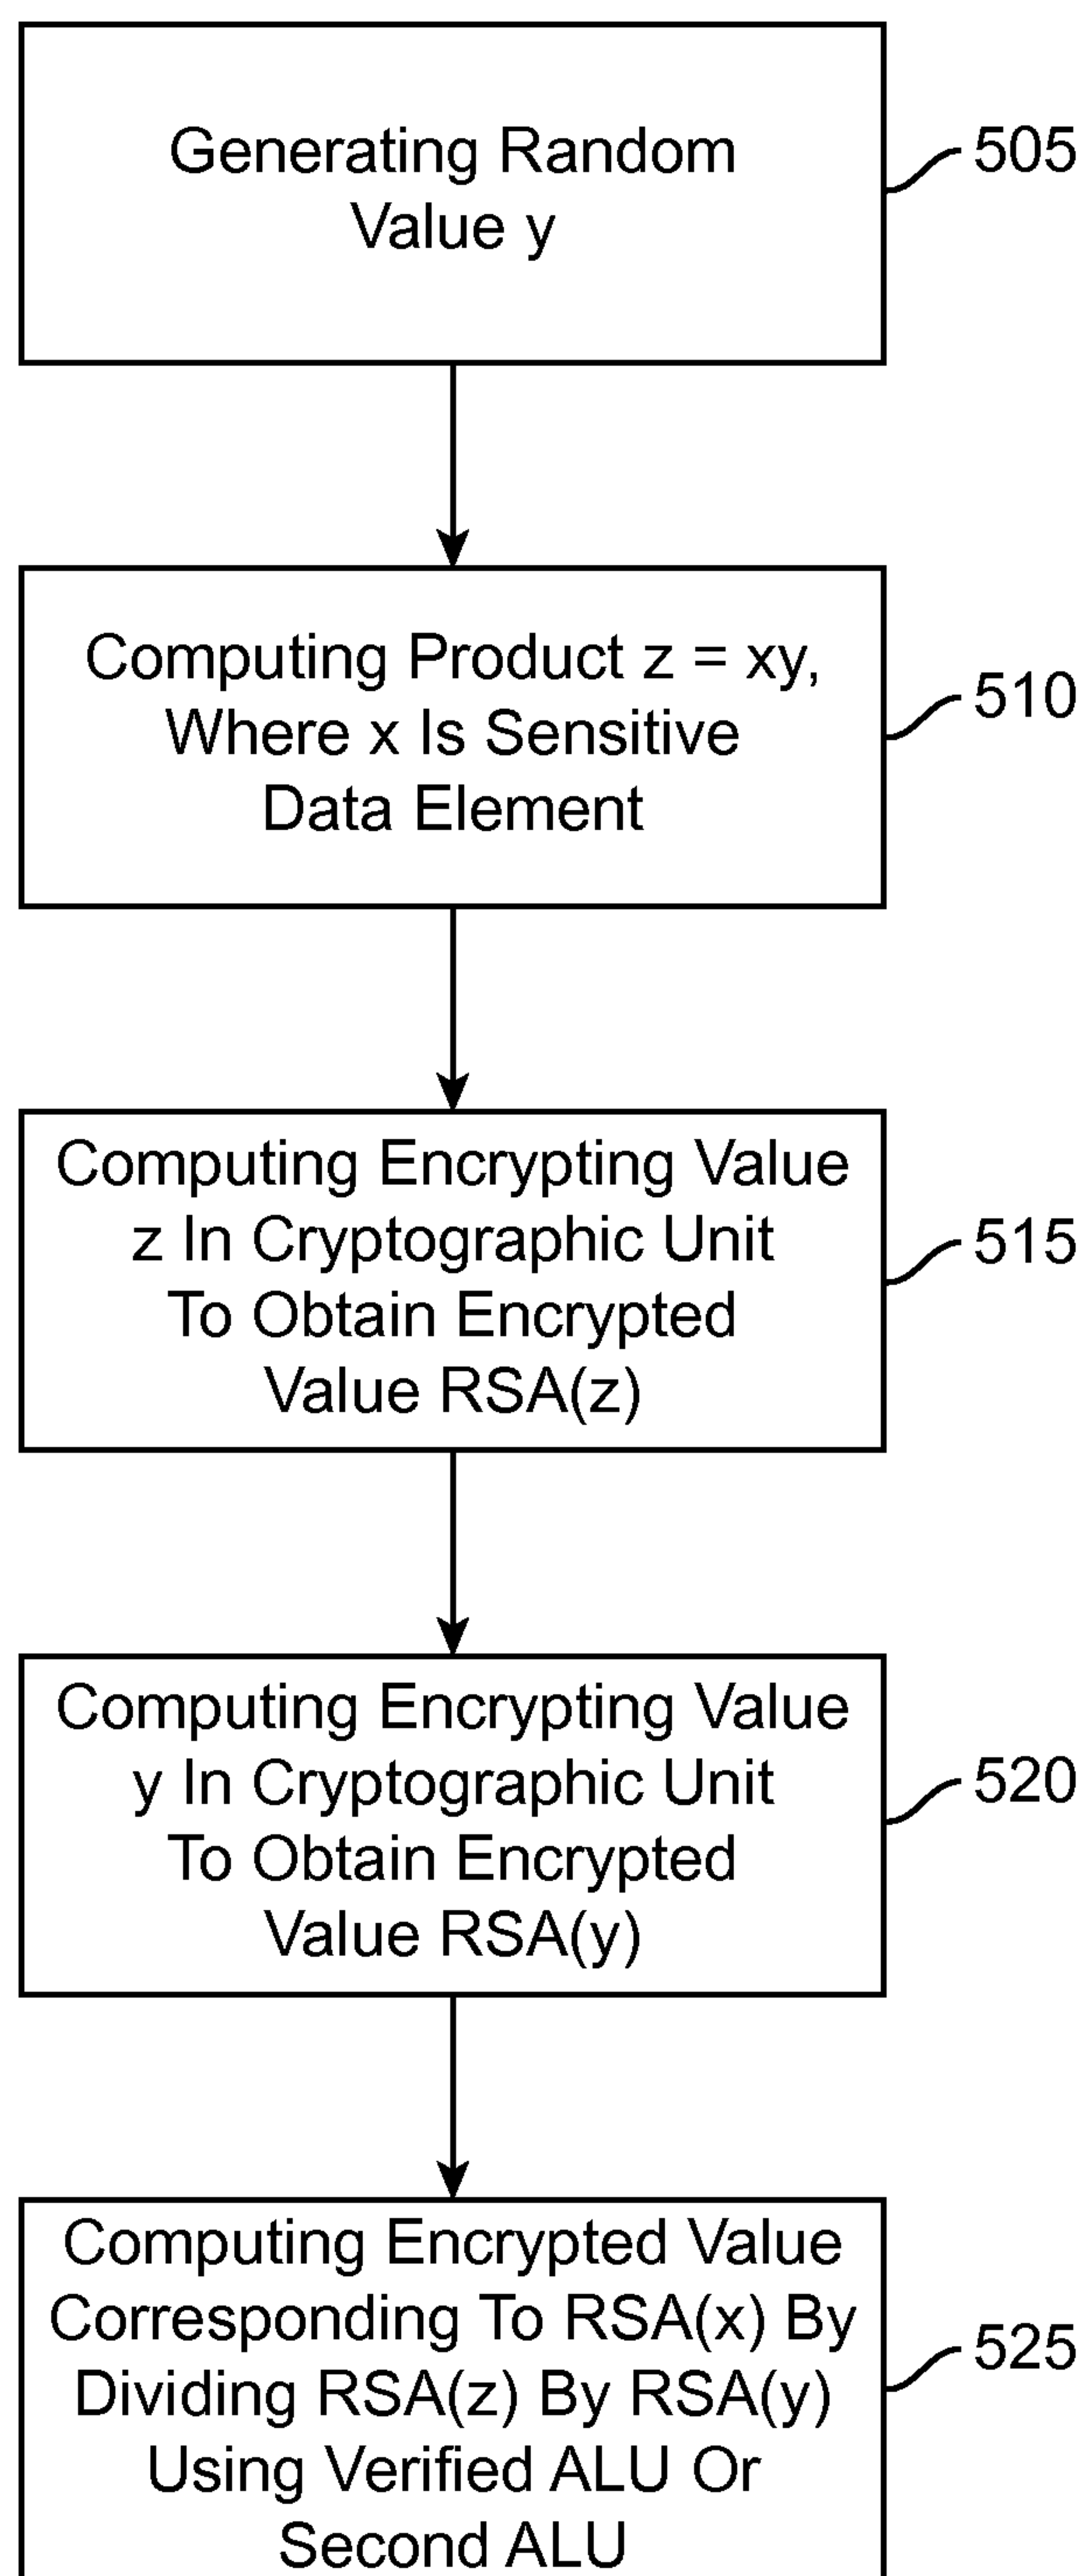 Generating Random
Value y
505
Computing Product z = xy,
Where x Is Sensitive
Data Element
510
Computing Encrypting Value
z In Cryptographic Unit
To Obtain Encrypted
Value RSA(z)
515
Computing Encrypting Value
y In Cryptographic Unit
To Obtain Encrypted
Value RSA(y)
520
Computing Encrypted Value
Corresponding To RSA(x) By
Dividing RSA(z) By RSA(y)
Using Verified ALU Or
Second ALU
525